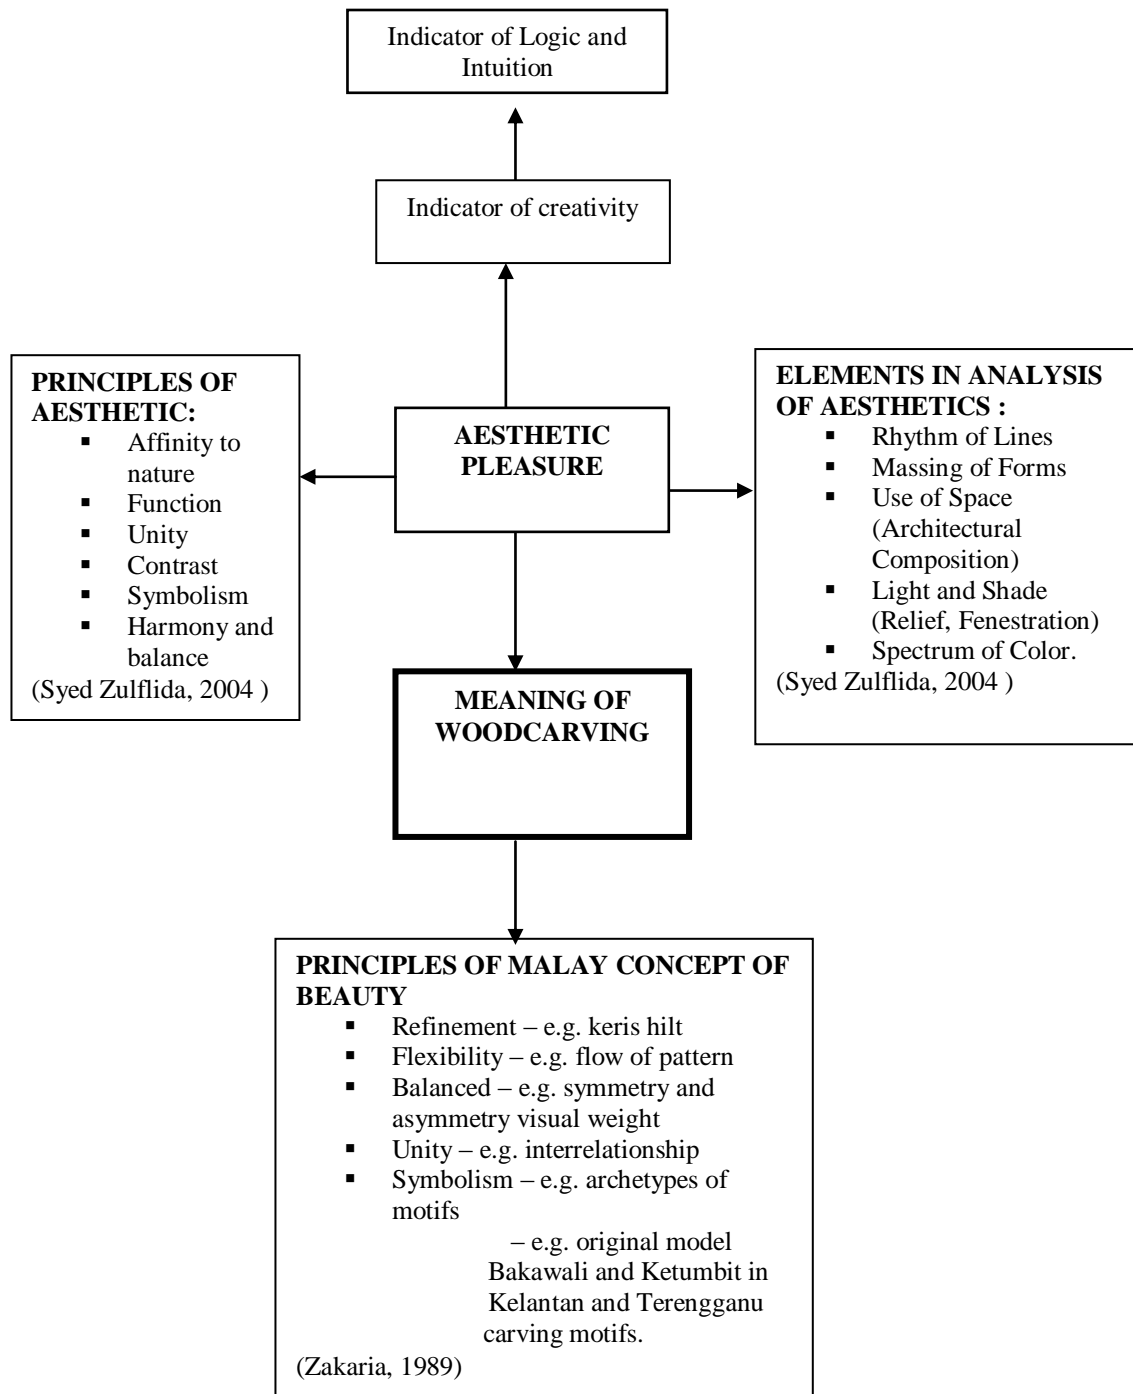 Indicator of Logic and
Intuition
Indicator of creativity
PRINCIPLES OF
AESTHETIC:
▪ Affinity to
nature
▪ Function
▪ Unity
▪ Contrast
▪ Symbolism
▪ Harmony and
balance
(Syed Zulflida, 2004 )
AESTHETIC
PLEASURE
ELEMENTS IN ANALYSIS
OF AESTHETICS :
▪ Rhythm of Lines
▪ Massing of Forms
▪ Use of Space
(Architectural
Composition)
▪ Light and Shade
(Relief, Fenestration)
▪ Spectrum of Color.
(Syed Zulflida, 2004 )
MEANING OF
WOODCARVING
PRINCIPLES OF MALAY CONCEPT OF
BEAUTY
▪ Refinement – e.g. keris hilt
▪ Flexibility – e.g. flow of pattern
▪ Balanced – e.g. symmetry and
asymmetry visual weight
▪ Unity – e.g. interrelationship
▪ Symbolism – e.g. archetypes of
motifs
– e.g. original model
Bakawali and Ketumbit in
Kelantan and Terengganu
carving motifs.
(Zakaria, 1989)